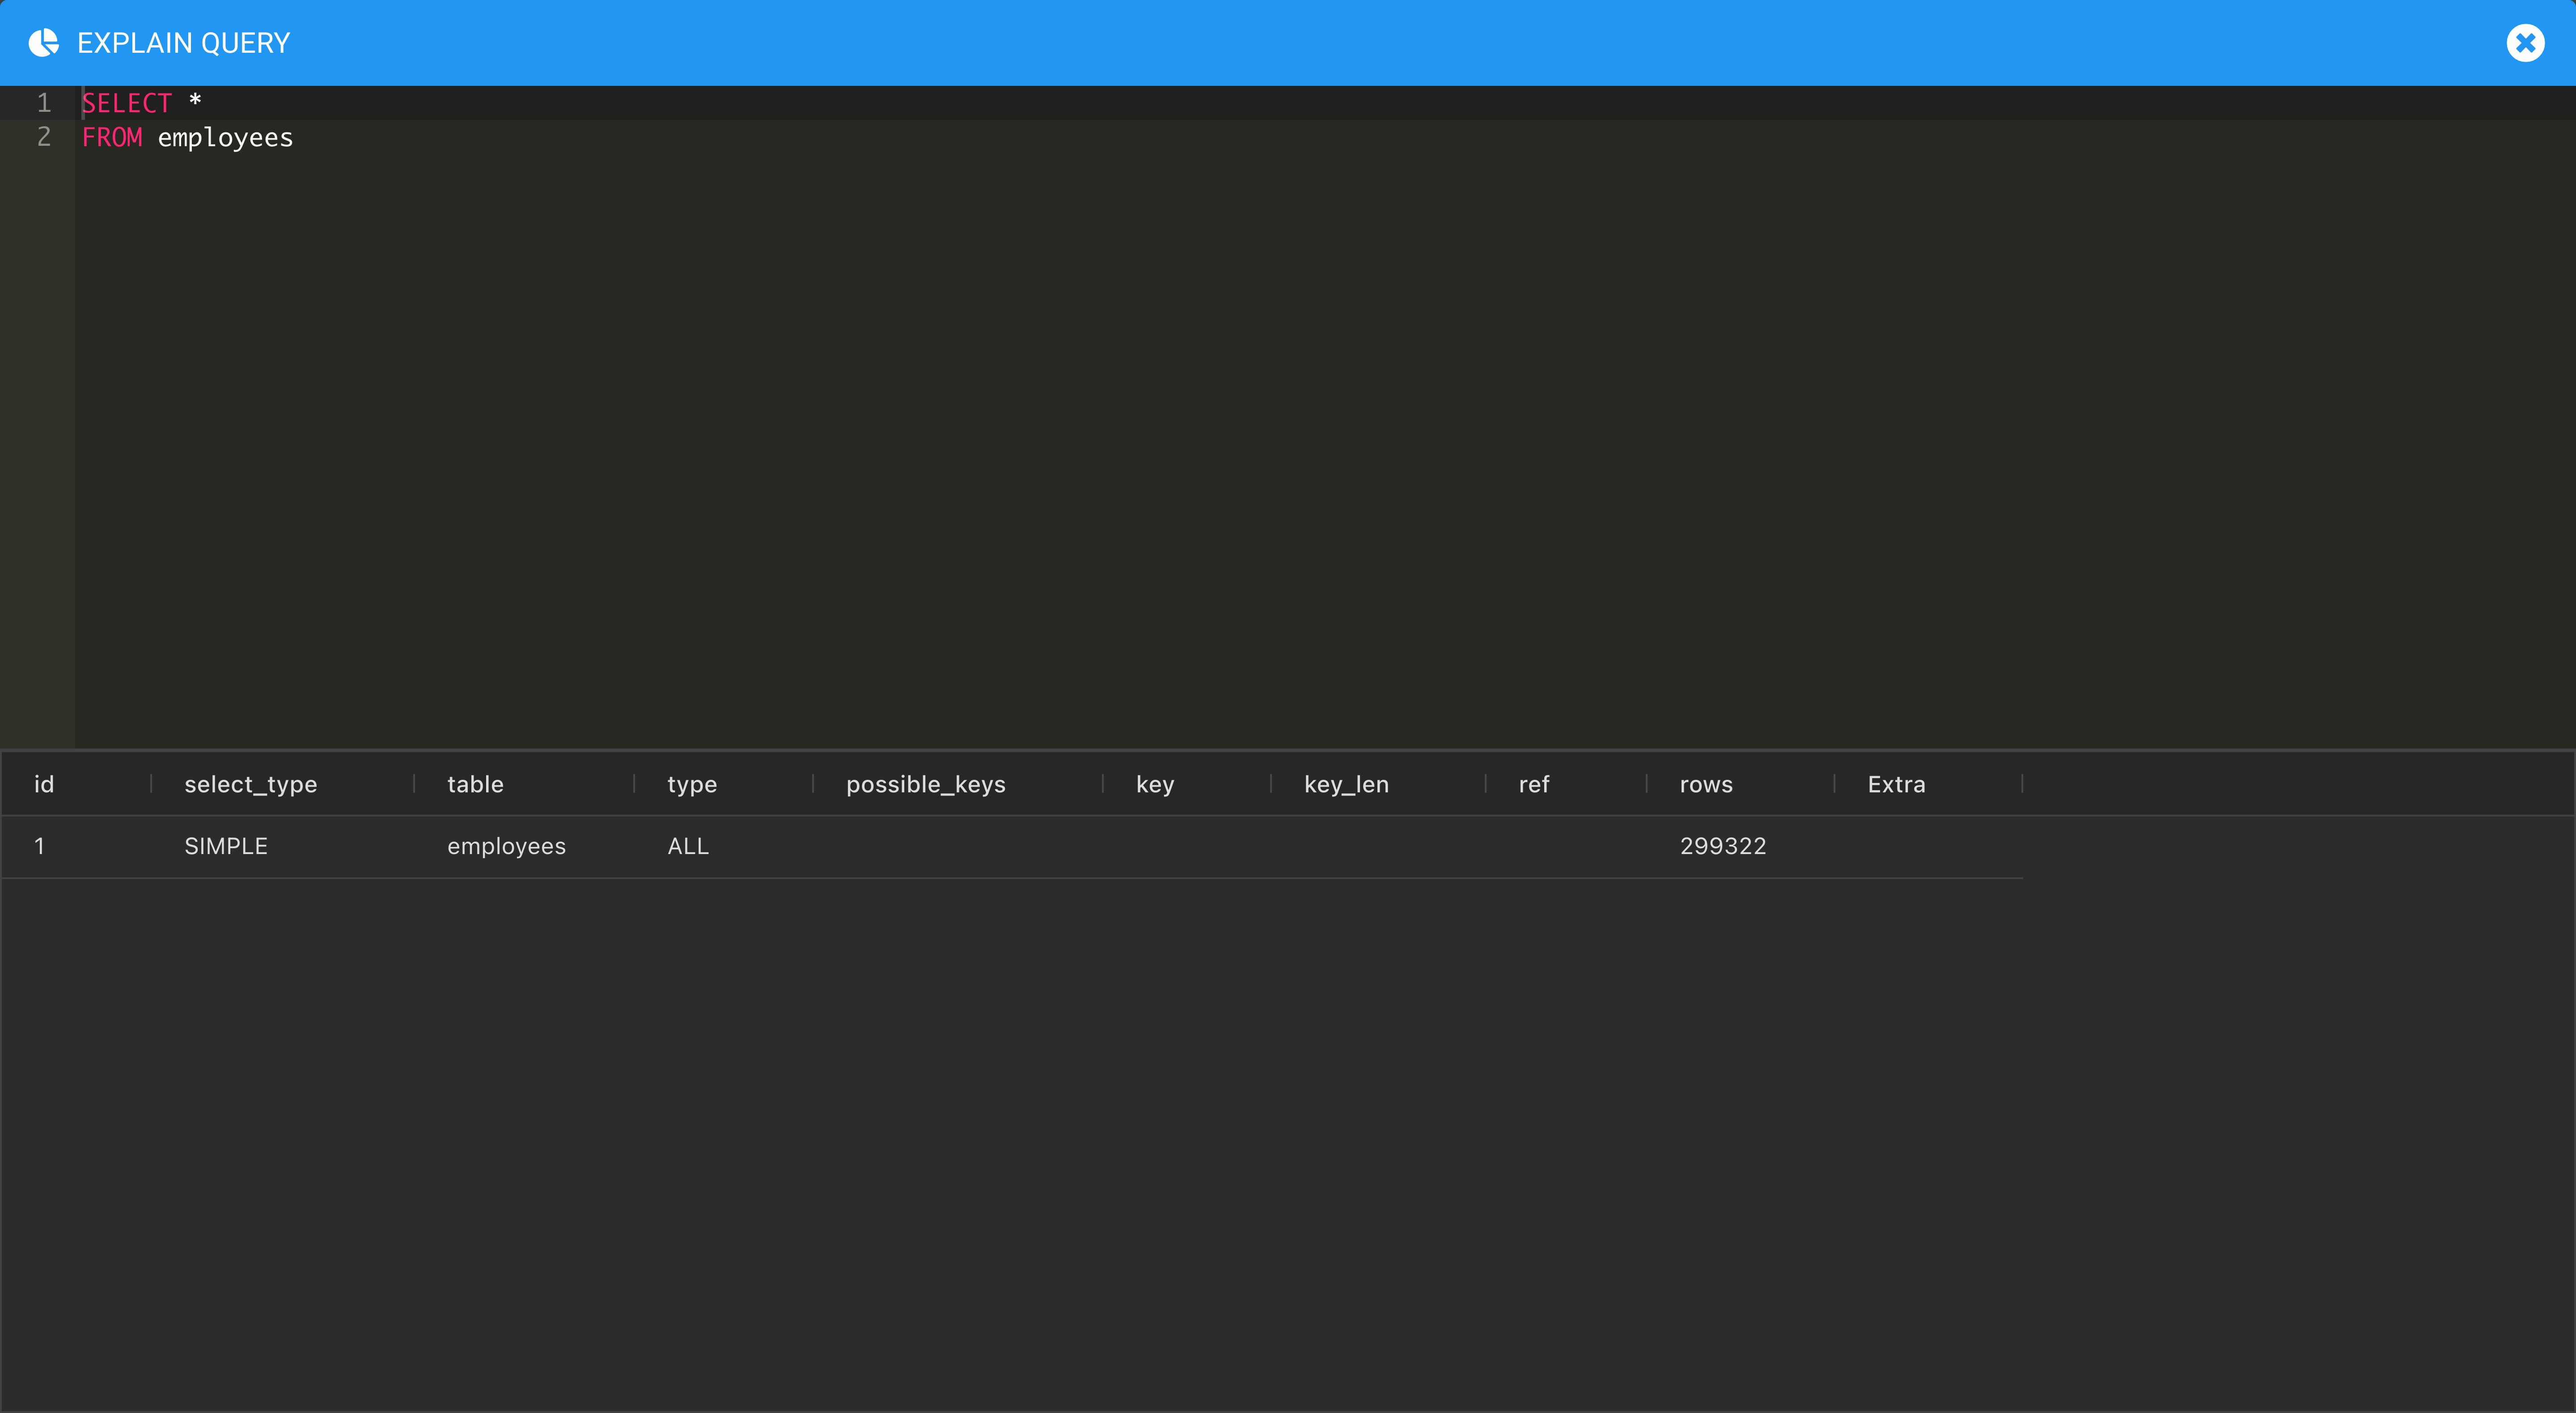 EXPLAIN QUERY
1 SELECT *
2 FROM employees
id select_type table type possible_keys key key_len ref rows Extra
1 SIMPLE employees ALL 299322